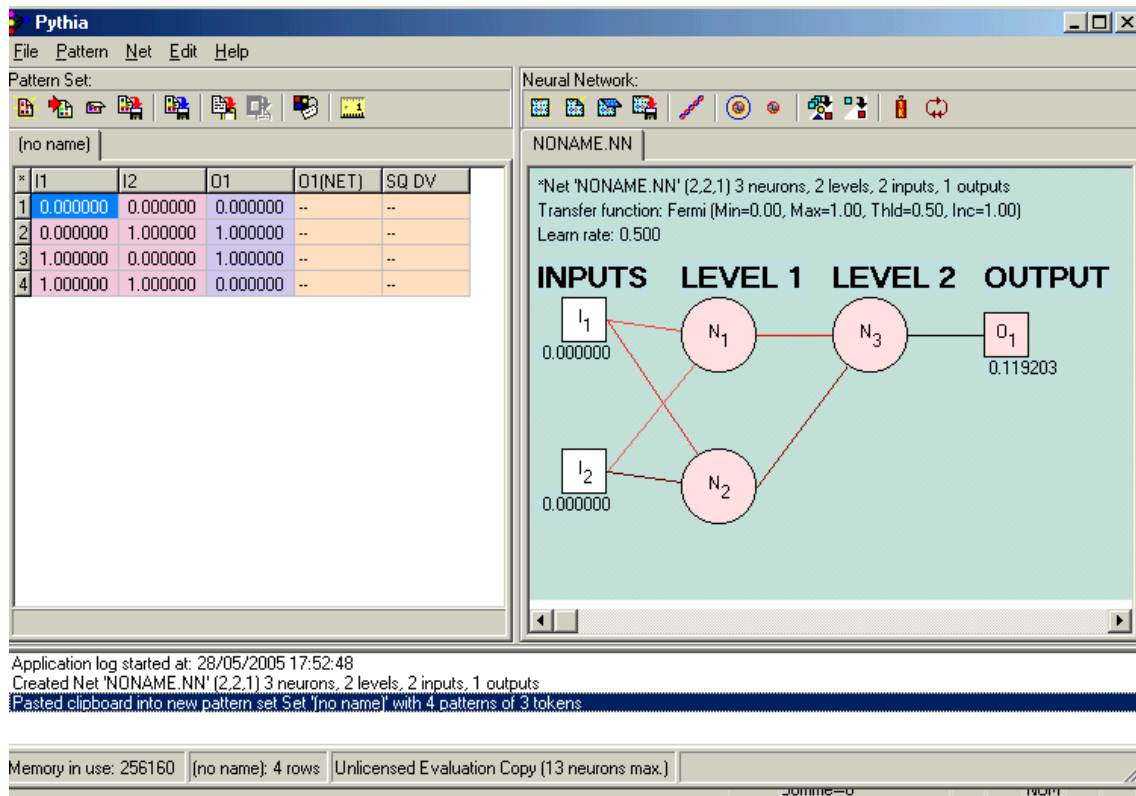 Pythia
File Pattern Net Edit Help
Pattern Set:
(no name)
* I1 I2 O1 O1(NET) SQ DV
1 0.000000 0.000000 0.000000 -- --
2 0.000000 1.000000 1.000000 -- --
3 1.000000 0.000000 1.000000 -- --
4 1.000000 1.000000 0.000000 -- --
Neural Network:
NONAME.NN
*Net 'NONAME.NN' (2,2,1) 3 neurons, 2 levels, 2 inputs, 1 outputs
Transfer function: Fermi (Min=0.00, Max=1.00, Thld=0.50, Inc=1.00)
Learn rate: 0.500
INPUTS LEVEL 1 LEVEL 2 OUTPUT
I1 N1 N3 O1
0.000000 0.119203
I2 N2
0.000000
Application log started at: 28/05/2005 17:52:48
Created Net 'NONAME.NN' (2,2,1) 3 neurons, 2 levels, 2 inputs, 1 outputs
Pasted clipboard into new pattern set Set '(no name)' with 4 patterns of 3 tokens
Memory in use: 256160 (no name): 4 rows Unlicensed Evaluation Copy (13 neurons max.)
Somme=0 NUM